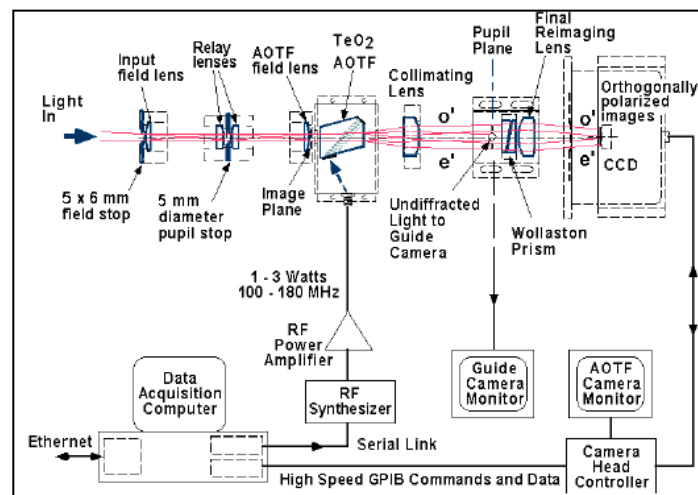 Input
field lens
Relay
lenses
AOTF
field lens
TeO2
AOTF
Collimating
Lens
Pupil
Plane
Final
Reimaging
Lens
Orthogonally
polarized
images
Light
In
o'
o'
e'
e'
CCD
5 x 6 mm
field stop
5 mm
diameter
pupil stop
Image
Plane
Undiffracted
Light to
Guide
Camera
Wollaston
Prism
1 - 3 Watts
100 - 180 MHz
RF
Power
Amplifier
Data
Acquisition
Computer
RF
Synthesizer
Guide
Camera
Monitor
AOTF
Camera
Monitor
Ethernet
Serial Link
Camera
Head
Controller
High Speed GPIB Commands and Data